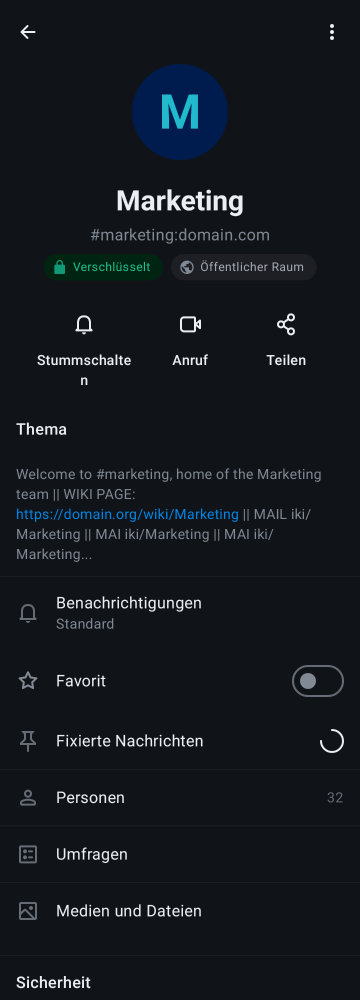 M
Marketing
#marketing:domain.com
Verschlüsselt
Öffentlicher Raum
Stummschalte
n
Anruf
Teilen
Thema
Welcome to #marketing, home of the Marketing
team || WIKI PAGE:
https://domain.org/wiki/Marketing || MAIL iki/
Marketing || MAI iki/Marketing || MAI iki/
Marketing...
Benachrichtigungen
Standard
Favorit
Fixierte Nachrichten
Personen 32
Umfragen
Medien und Dateien
Sicherheit